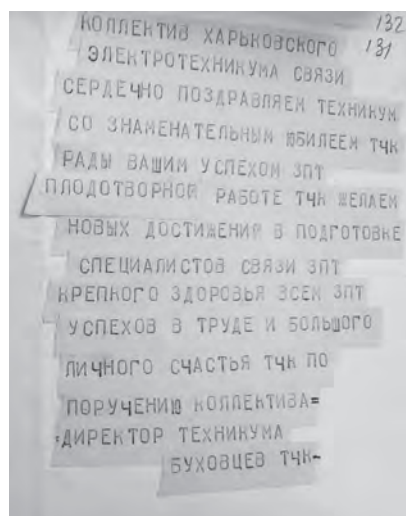 132
131
КОЛЛЕКТИВ ХАРЬКОВСКОГО
ЭЛЕКТРОТЕХНИКУМА СВЯЗИ
СЕРДЕЧНО ПОЗДРАВЛЯЕМ ТЕХНИКУМ
СО ЗНАМЕНАТЕЛЬНЫМ ЮБИЛЕЕМ ТЧК
РАДЫ ВАШИМ УСПЕХОМ ЗПТ
ПЛОДОТВОРНОЙ РАБОТЕ ТЧК ЖЕЛАЕМ
НОВЫХ ДОСТИЖЕНИЯ В ПОДГОТОВКЕ
СПЕЦИАЛИСТОВ СВЯЗИ ЗПТ
КРЕПКОГО ЗДОРОВЬЯ ВСЕМ ЗПТ
УСПЕХОВ В ТРУДЕ И БОЛЬШОГО
ЛИЧНОГО СЧАСТЬЯ ТЧК ПО
ПОРУЧЕНИЮ КОЛЛЕКТИВА=
=ДИРЕКТОР ТЕХНИКУМА
БУХОВЦЕВ ТЧК-